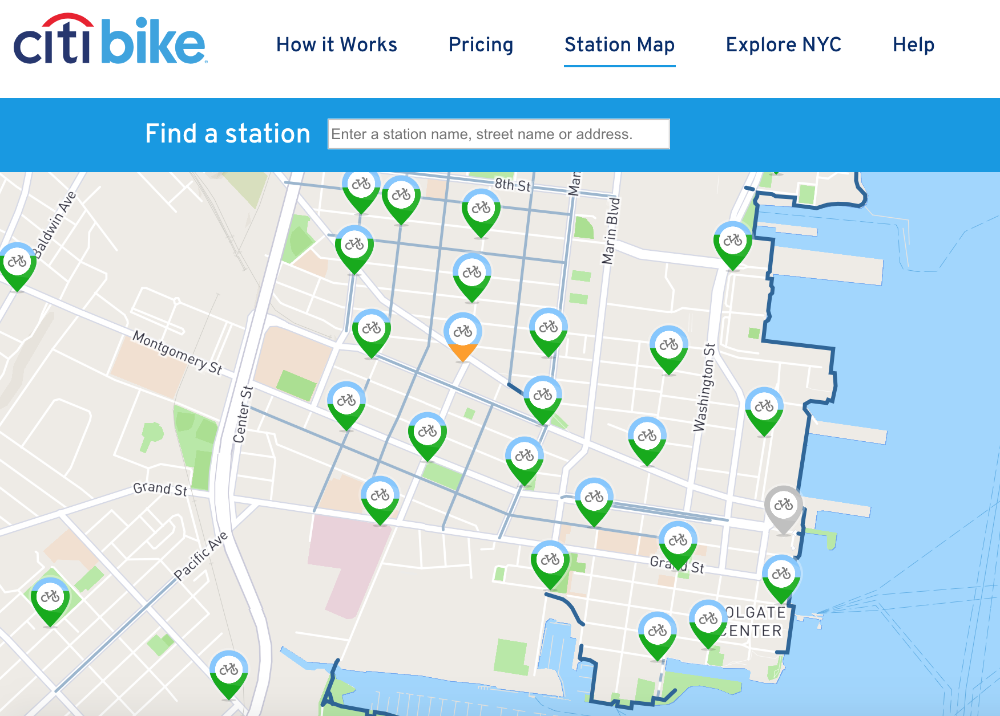 citi bike
How it Works
Pricing
Station Map
Explore NYC
Help
Find a station
Enter a station name, street name or address.
8th St
Marin Blvd
Baldwin Ave
Montgomery St
Center St
Washington St
Grand St
Pacific Ave
Grand St
OLGATE
CENTER